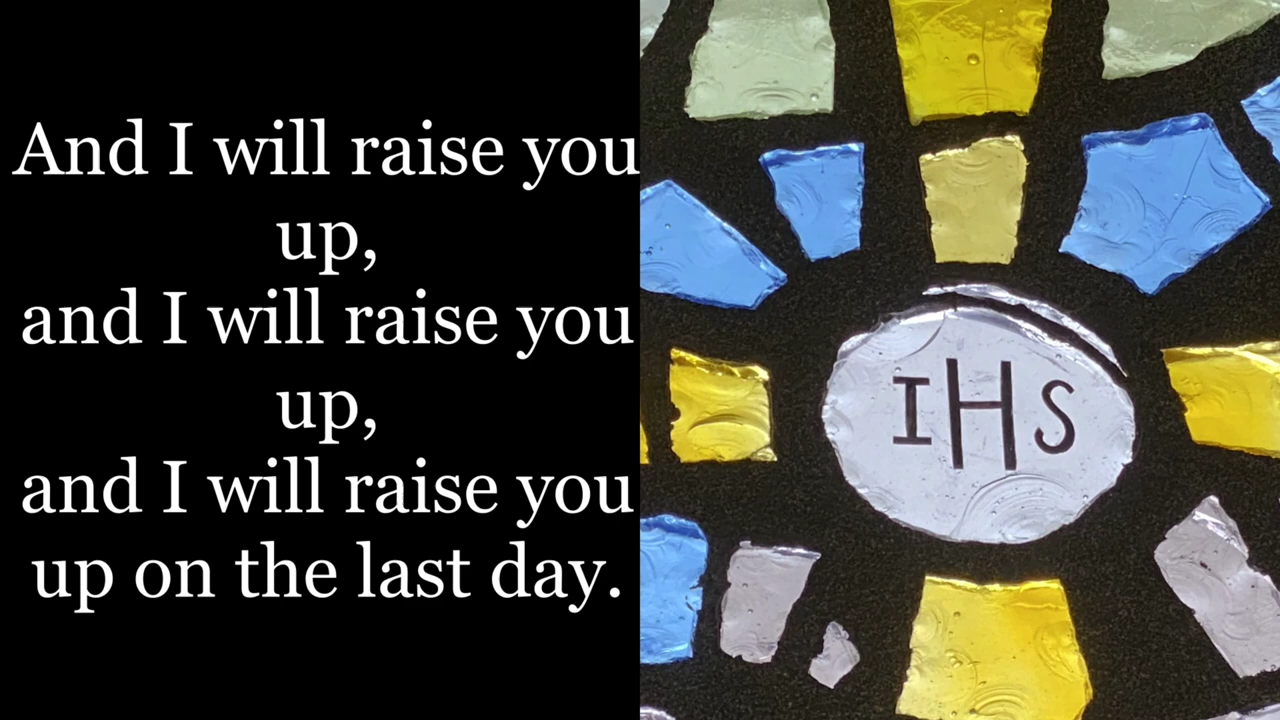 And I will raise you
up,
and I will raise you
up,
and I will raise you
up on the last day.
IHS